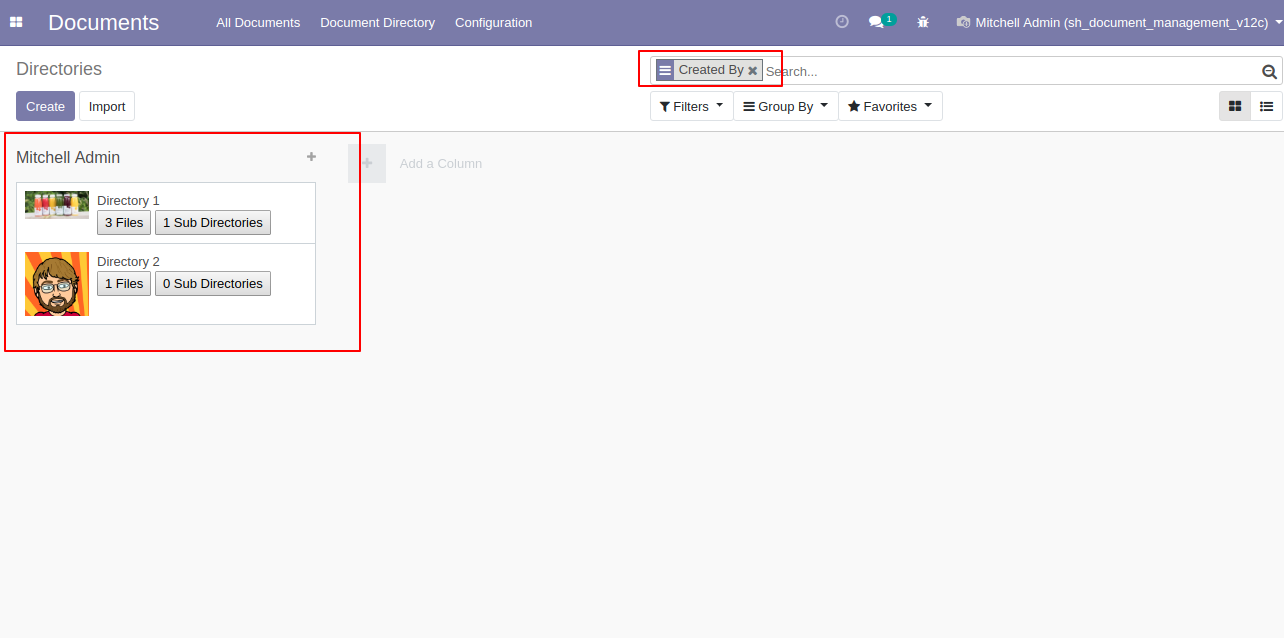 Documents All Documents Document Directory Configuration 1 Mitchell Admin (sh_document_management_v12c)
Directories
Created By Search...
Create Import
Filters Group By Favorites
Mitchell Admin
Add a Column
Directory 1
3 Files 1 Sub Directories
Directory 2
1 Files 0 Sub Directories